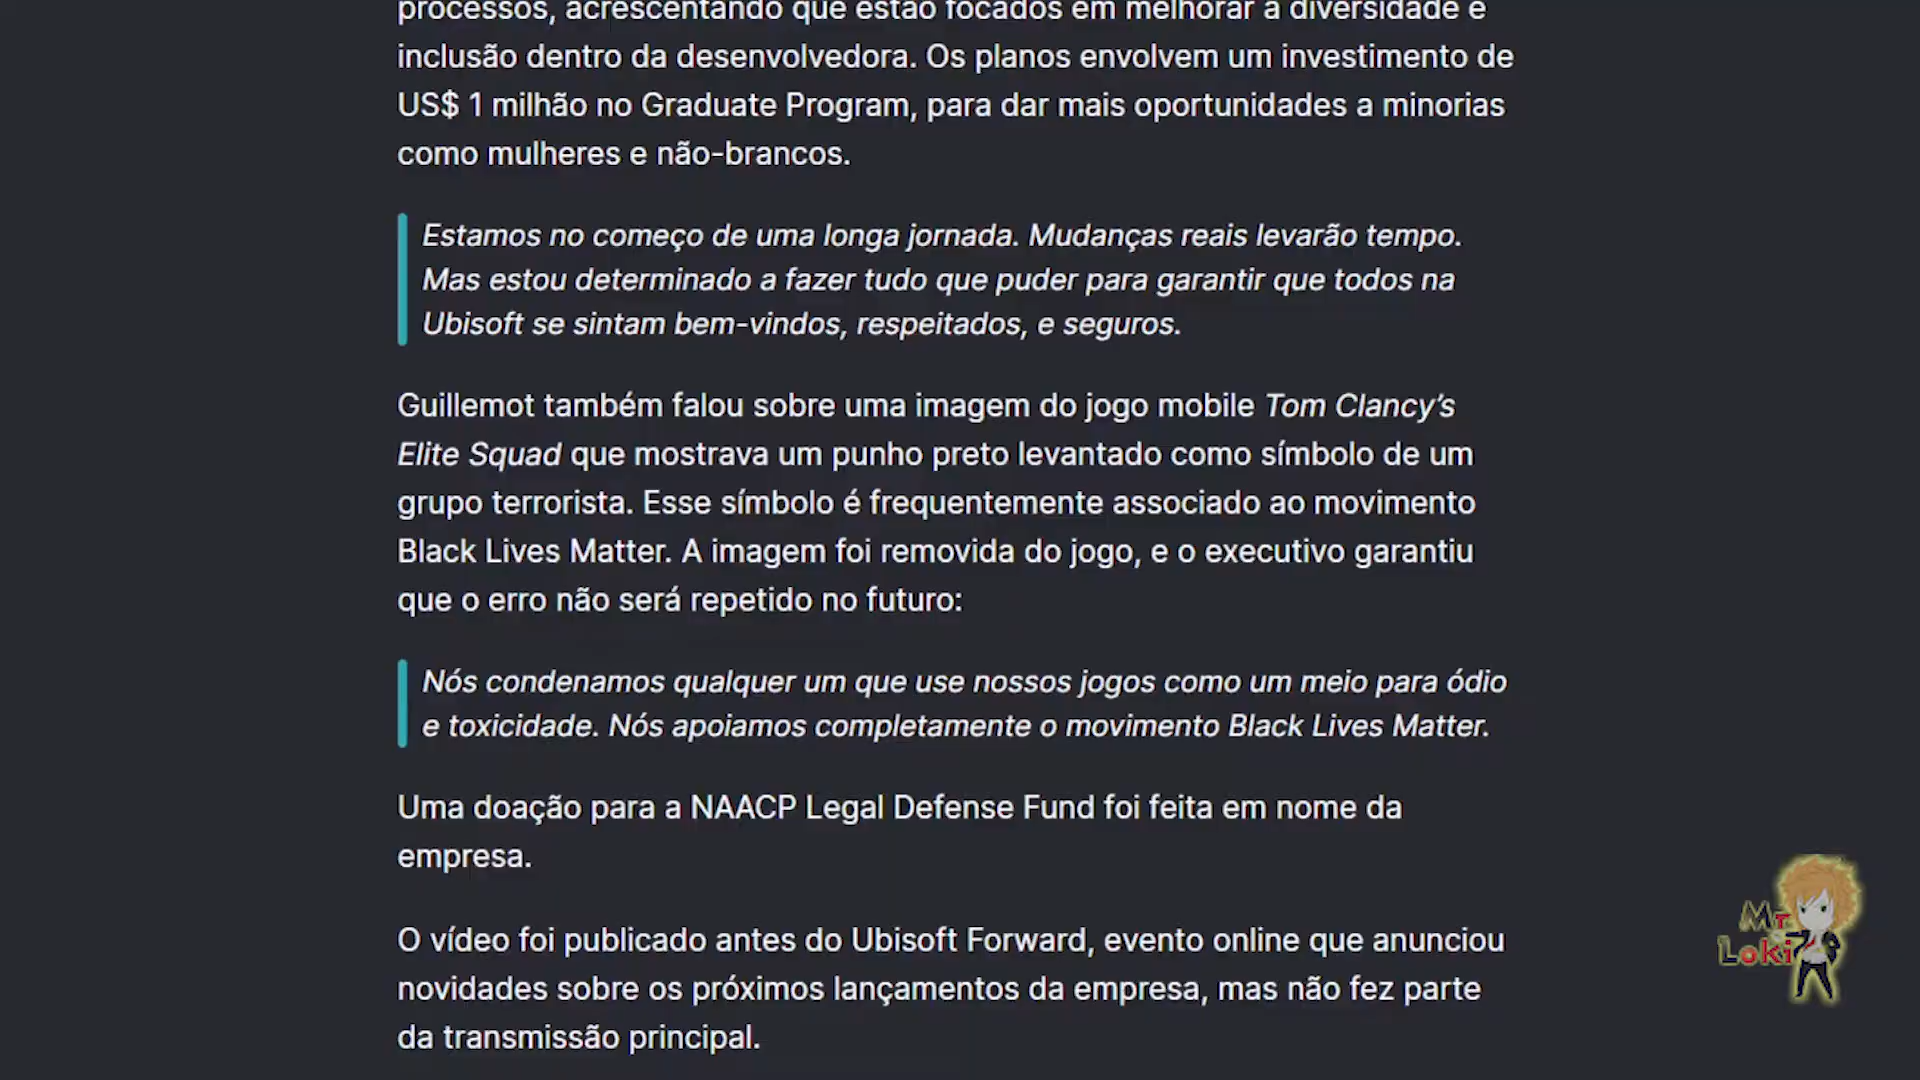 processos, acrescentando que estão focados em melhorar a diversidade e
inclusão dentro da desenvolvedora. Os planos envolvem um investimento de
US$ 1 milhão no Graduate Program, para dar mais oportunidades a minorias
como mulheres e não-brancos.
Estamos no começo de uma longa jornada. Mudanças reais levarão tempo.
Mas estou determinado a fazer tudo que puder para garantir que todos na
Ubisoft se sintam bem-vindos, respeitados, e seguros.
Guillemot também falou sobre uma imagem do jogo mobile Tom Clancy’s
Elite Squad que mostrava um punho preto levantado como símbolo de um
grupo terrorista. Esse símbolo é frequentemente associado ao movimento
Black Lives Matter. A imagem foi removida do jogo, e o executivo garantiu
que o erro não será repetido no futuro:
Nós condenamos qualquer um que use nossos jogos como um meio para ódio
e toxicidade. Nós apoiamos completamente o movimento Black Lives Matter.
Uma doação para a NAACP Legal Defense Fund foi feita em nome da
empresa.
O vídeo foi publicado antes do Ubisoft Forward, evento online que anunciou
novidades sobre os próximos lançamentos da empresa, mas não fez parte
da transmissão principal.
Mr.
Loki